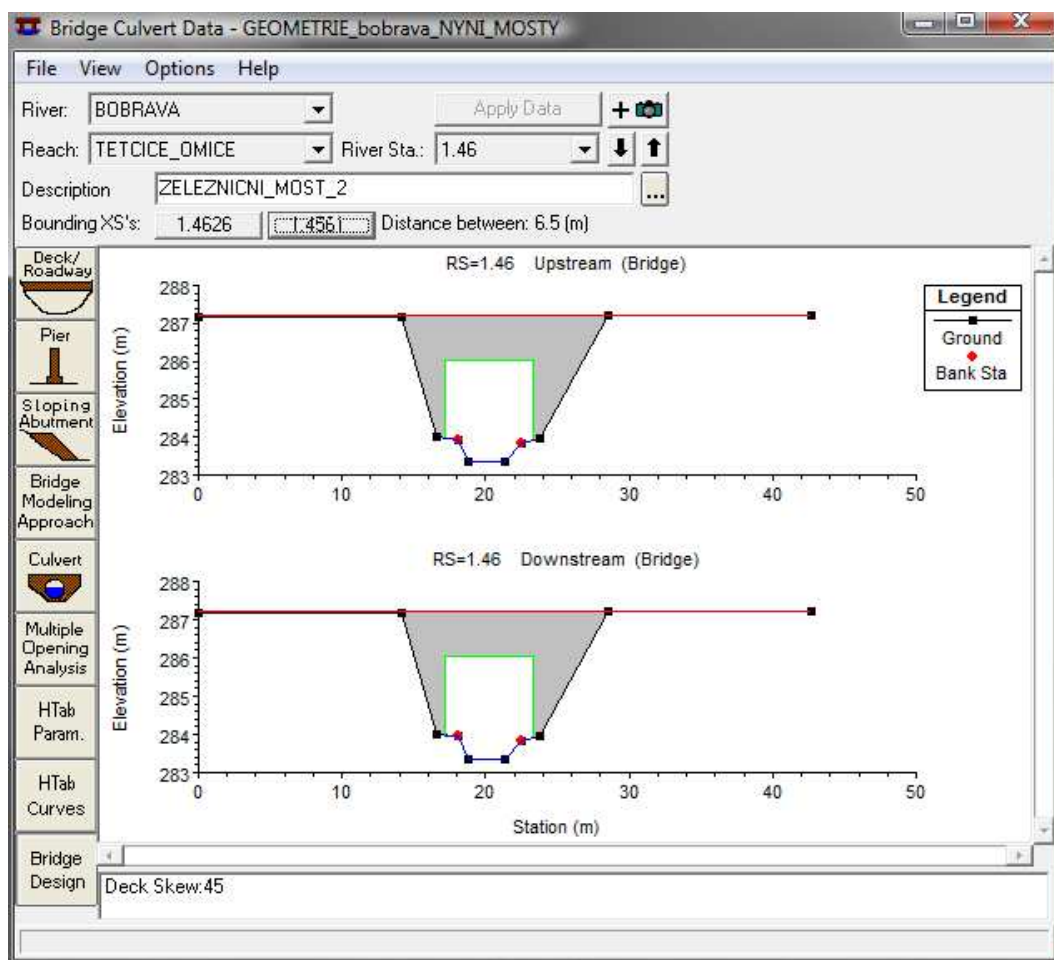 Bridge Culvert Data - GEOMETRIE_bobrava_NYNI_MOSTY
File View Options Help
River: BOBRAVA Apply Data
Reach: TETCICE_OMICE River Sta.: 1.46
Description ZELEZNICNI_MOST_2 ...
Bounding XS's: 1.4626 1.4561 Distance between: 6.5 (m)
Deck/
Roadway
Pier
Sloping
Abutment
Bridge
Modeling
Approach
Culvert
Multiple
Opening
Analysis
HTab
Param.
HTab
Curves
Bridge
Design
RS=1.46 Upstream (Bridge)
Elevation (m)
288
287
286
285
284
283
0 10 20 30 40 50
Legend
Ground
Bank Sta
RS=1.46 Downstream (Bridge)
Elevation (m)
288
287
286
285
284
283
0 10 20 30 40 50
Station (m)
Deck Skew:45